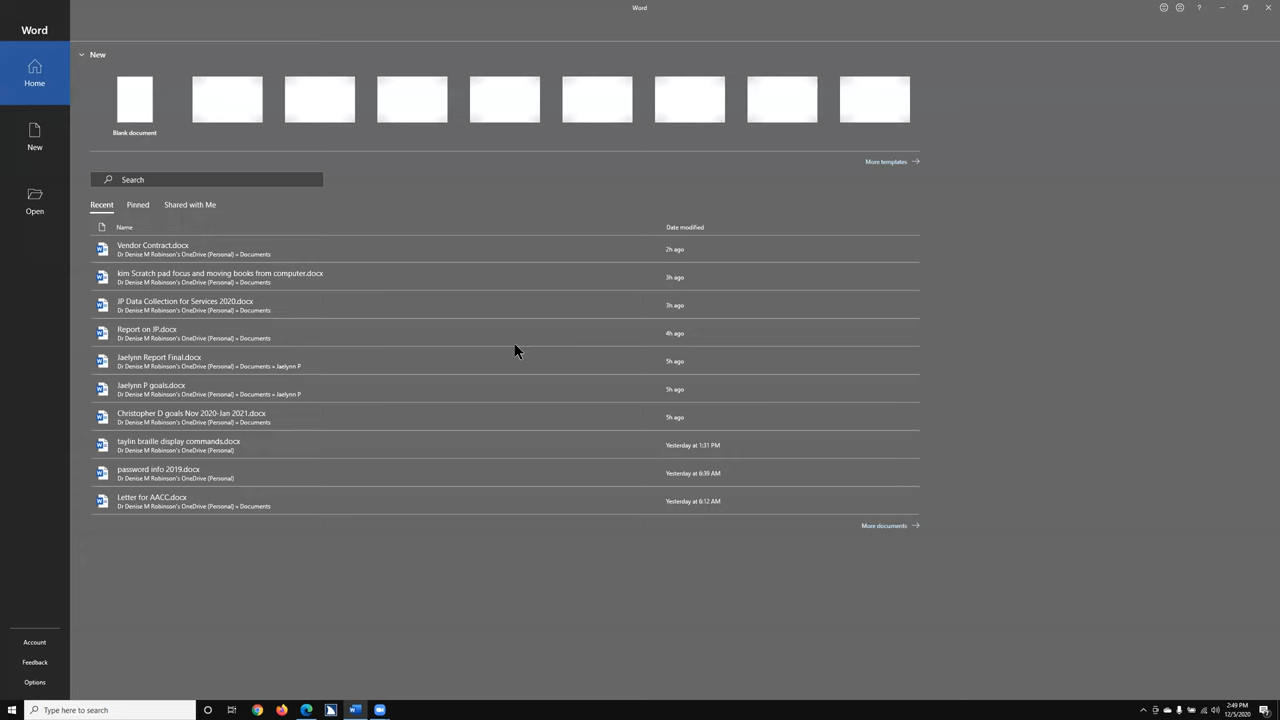 Word
Word
Home
New
Open
Account
Feedback
Options
New
Blank document
More templates
Search
Recent Pinned Shared with Me
Name Date modified
Vendor Contract.docx 2h ago
Dr Denise M Robinson's OneDrive (Personal) » Documents
kim Scratch pad focus and moving books from computer.docx 3h ago
Dr Denise M Robinson's OneDrive (Personal) » Documents
JP Data Collection for Services 2020.docx 3h ago
Dr Denise M Robinson's OneDrive (Personal) » Documents
Report on JP.docx 4h ago
Dr Denise M Robinson's OneDrive (Personal) » Documents
Jaelynn Report Final.docx 5h ago
Dr Denise M Robinson's OneDrive (Personal) » Documents » Jaelynn P
Jaelynn P goals.docx 5h ago
Dr Denise M Robinson's OneDrive (Personal) » Documents » Jaelynn P
Christopher D goals Nov 2020-Jan 2021.docx 5h ago
Dr Denise M Robinson's OneDrive (Personal) » Documents
taylin braille display commands.docx Yesterday at 1:31 PM
Dr Denise M Robinson's OneDrive (Personal)
password info 2019.docx Yesterday at 6:39 AM
Dr Denise M Robinson's OneDrive (Personal)
Letter for AACC.docx Yesterday at 6:12 AM
Dr Denise M Robinson's OneDrive (Personal) » Documents
More documents
Type here to search
2:49 PM
12/5/2020